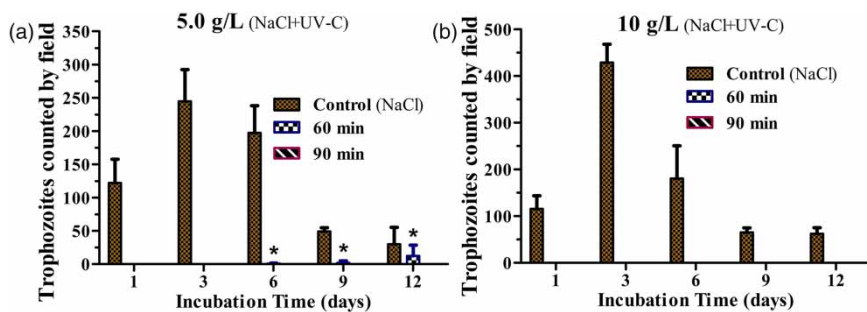 (a)
5.0 g/L (NaCl+UV-C)
Trophozoites counted by field
350
300
250
200
150
100
50
0
Control (NaCl)
60 min
90 min
*
*
*
1
3
6
9
12
Incubation Time (days)
(b)
10 g/L (NaCl+UV-C)
Trophozoites counted by field
500
400
300
200
100
0
Control (NaCl)
60 min
90 min
1
3
6
9
12
Incubation Time (days)